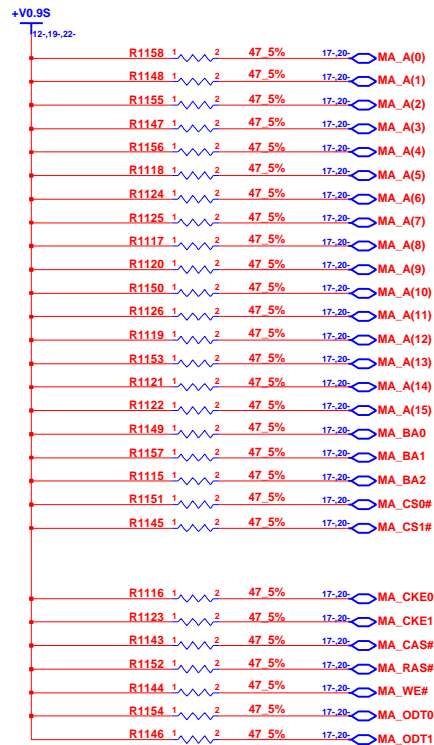 +V0.9S
12-,19-,22-
R1158 1 2 47_5% 17-,20- MA_A(0)
R1148 1 2 47_5% 17-,20- MA_A(1)
R1155 1 2 47_5% 17-,20- MA_A(2)
R1147 1 2 47_5% 17-,20- MA_A(3)
R1156 1 2 47_5% 17-,20- MA_A(4)
R1118 1 2 47_5% 17-,20- MA_A(5)
R1124 1 2 47_5% 17-,20- MA_A(6)
R1125 1 2 47_5% 17-,20- MA_A(7)
R1117 1 2 47_5% 17-,20- MA_A(8)
R1120 1 2 47_5% 17-,20- MA_A(9)
R1150 1 2 47_5% 17-,20- MA_A(10)
R1126 1 2 47_5% 17-,20- MA_A(11)
R1119 1 2 47_5% 17-,20- MA_A(12)
R1153 1 2 47_5% 17-,20- MA_A(13)
R1121 1 2 47_5% 17-,20- MA_A(14)
R1122 1 2 47_5% 17-,20- MA_A(15)
R1149 1 2 47_5% 17-,20- MA_BA0
R1157 1 2 47_5% 17-,20- MA_BA1
R1115 1 2 47_5% 17-,20- MA_BA2
R1151 1 2 47_5% 17-,20- MA_CS0#
R1145 1 2 47_5% 17-,20- MA_CS1#
R1116 1 2 47_5% 17-,20- MA_CKE0
R1123 1 2 47_5% 17-,20- MA_CKE1
R1143 1 2 47_5% 17-,20- MA_CAS#
R1152 1 2 47_5% 17-,20- MA_RAS#
R1144 1 2 47_5% 17-,20- MA_WE#
R1154 1 2 47_5% 17-,20- MA_ODT0
R1146 1 2 47_5% 17-,20- MA_ODT1